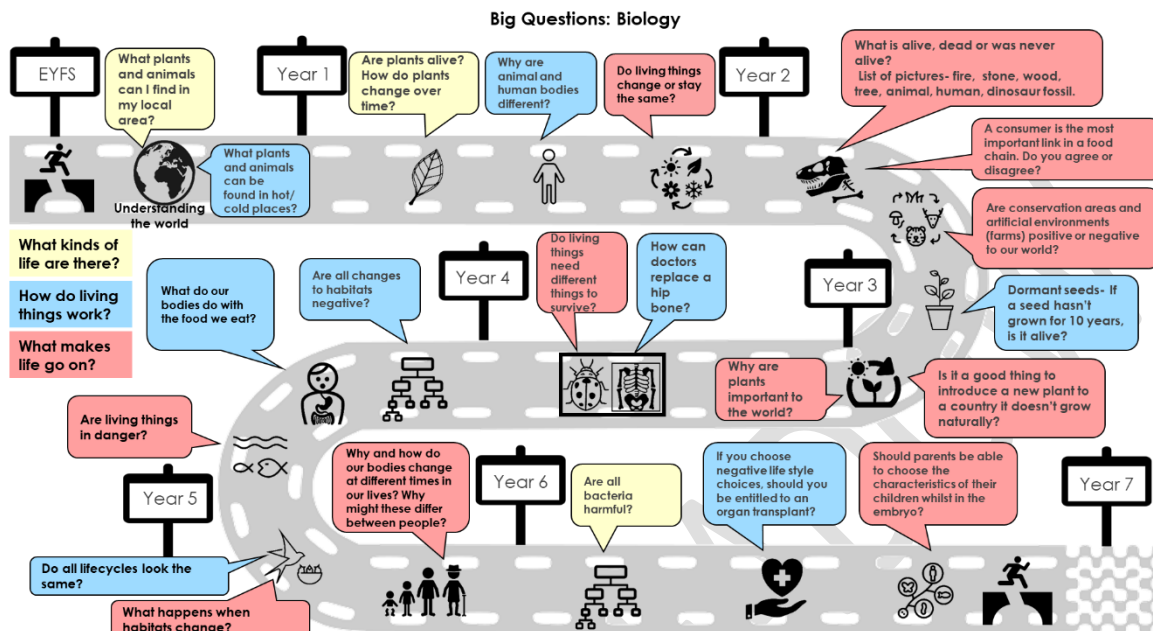 Big Questions: Biology
EYFS
What plants
and animals
can I find in
my local
area?
Understanding
the world
What plants
and animals
can be
found in hot/
cold places?
Year 1
Are plants alive?
How do plants
change over
time?
Why are
animal and
human bodies
different?
Do living things
change or stay
the same?
Year 2
What is alive, dead or was never
alive?
List of pictures- fire, stone, wood,
tree, animal, human, dinosaur fossil.
A consumer is the most
important link in a food
chain. Do you agree or
disagree?
Are conservation areas and
artificial environments
(farms) positive or negative
to our world?
Dormant seeds- If
a seed hasn't
grown for 10 years,
is it alive?
What kinds of
life are there?
How do living
things work?
What makes
life go on?
Year 3
Is it a good thing to
introduce a new plant to
a country it doesn't grow
naturally?
Why are
plants
important to
the world?
How can
doctors
replace a
hip
bone?
Do living
things
need
different
things to
survive?
Year 4
Are all changes
to habitats
negative?
What do our
bodies do with
the food we eat?
Are living things
in danger?
Year 5
Do all lifecycles look the
same?
What happens when
habitats change?
Why and how do
our bodies change
at different times in
our lives? Why
might these differ
between people?
Year 6
Are all
bacteria
harmful?
If you choose
negative life style
choices, should you
be entitled to an
organ transplant?
Should parents be able
to choose the
characteristics of their
children whilst in the
embryo?
Year 7